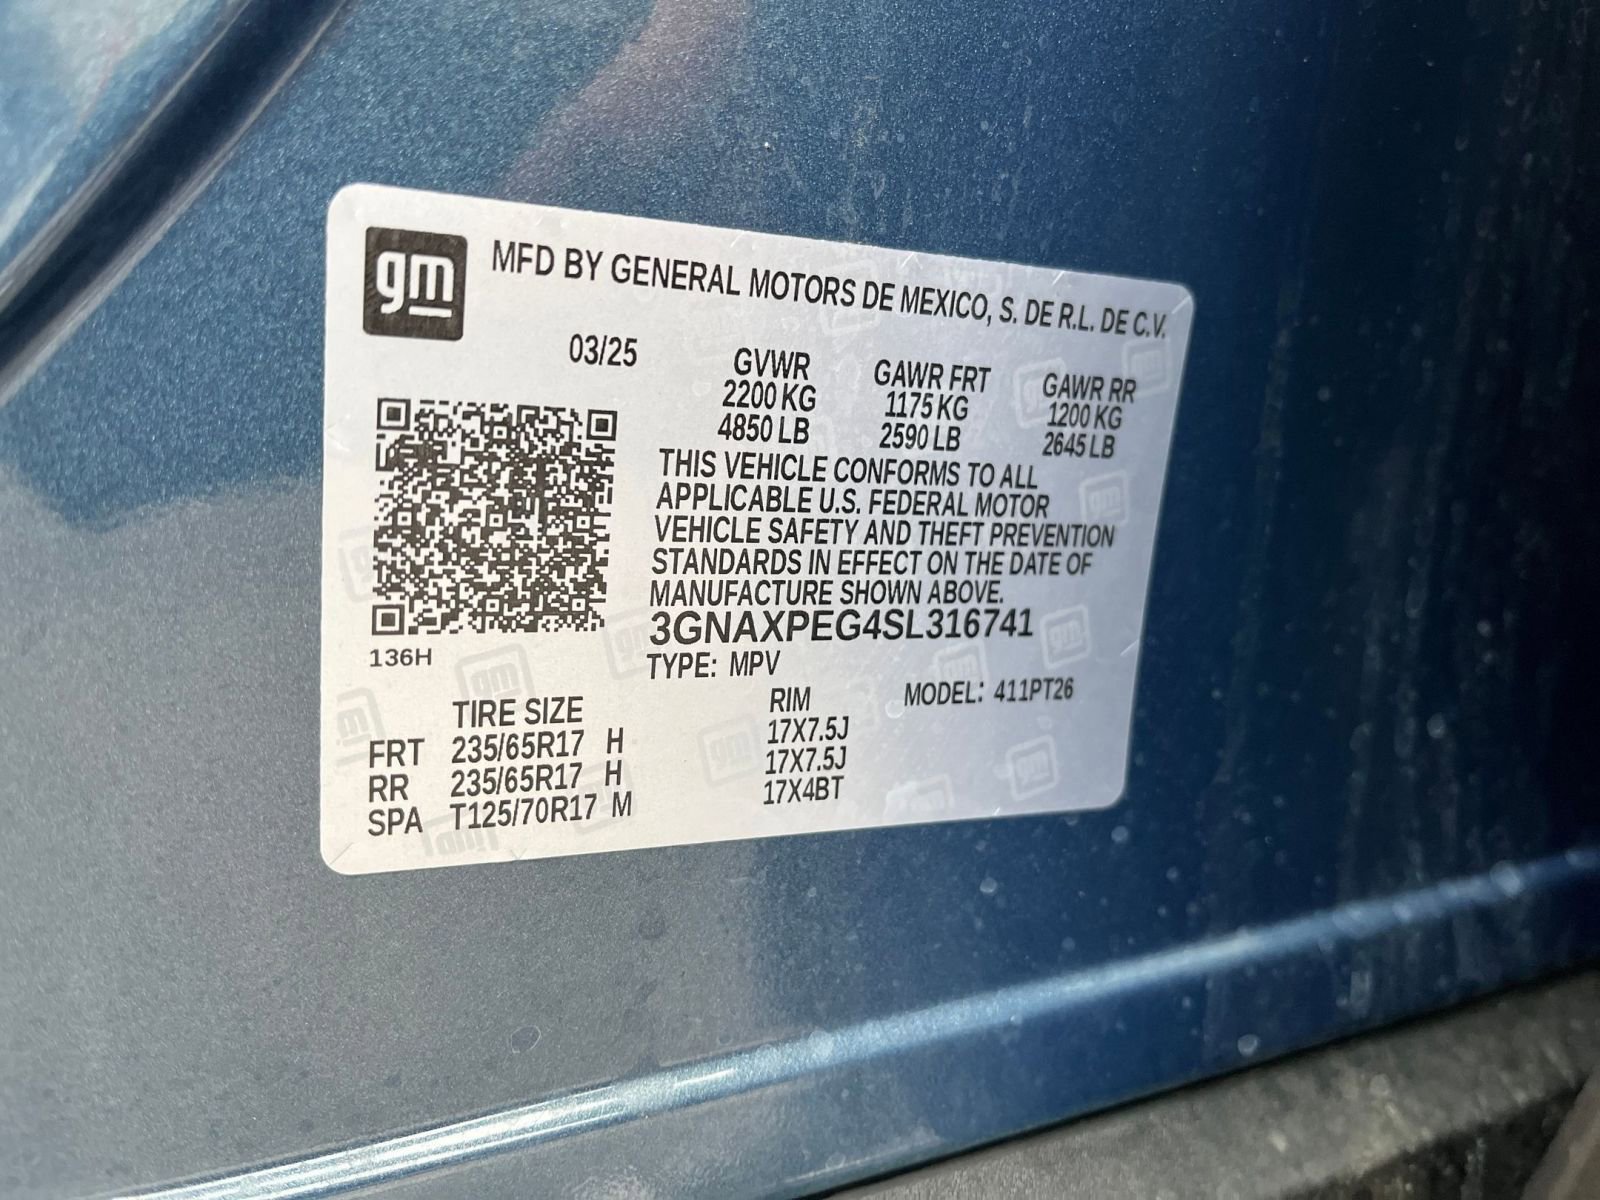 gm
MFD BY GENERAL MOTORS DE MEXICO, S. DE R.L. DE C.V.
03/25
GVWR GAWR FRT GAWR RR
2200 KG 1175 KG 1200 KG
4850 LB 2590 LB 2645 LB
THIS VEHICLE CONFORMS TO ALL
APPLICABLE U.S. FEDERAL MOTOR
VEHICLE SAFETY AND THEFT PREVENTION
STANDARDS IN EFFECT ON THE DATE OF
MANUFACTURE SHOWN ABOVE.
3GNAXPEG4SL316741
136H
TYPE: MPV
MODEL: 411PT26
TIRE SIZE RIM
FRT 235/65R17 H 17X7.5J
RR 235/65R17 H 17X7.5J
SPA T125/70R17 M 17X4BT